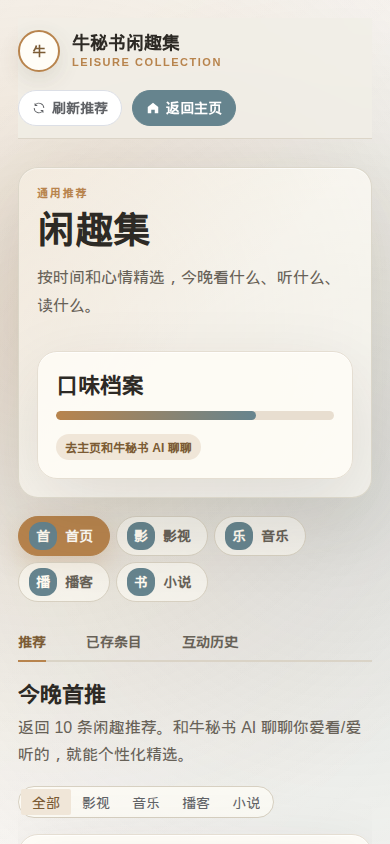 牛
牛秘书闲趣集
LEISURE COLLECTION
刷新推荐
返回主页
通用推荐
闲趣集
按时间和心情精选，今晚看什么、听什么、
读什么。
口味档案
去主页和牛秘书 AI 聊聊
首 首页
影 影视
乐 音乐
播 播客
书 小说
推荐
已存条目
互动历史
今晚首推
返回 10 条闲趣推荐。和牛秘书 AI 聊聊你爱看/爱
听的，就能个性化精选。
全部
影视
音乐
播客
小说